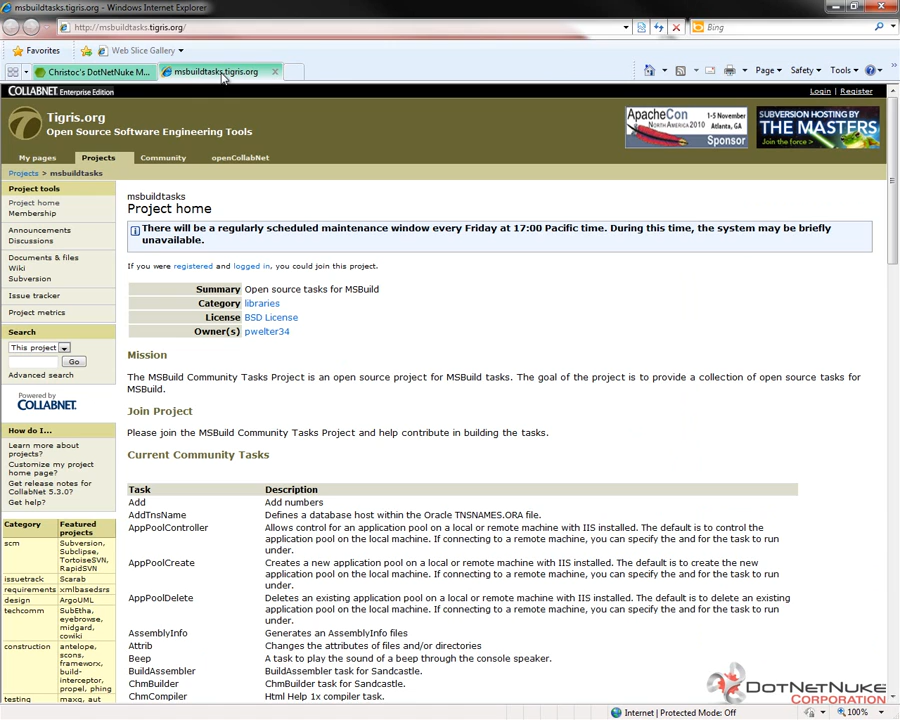 msbuildtasks.tigris.org - Windows Internet Explorer
http://msbuildtasks.tigris.org/
Bing
Favorites
Web Slice Gallery
Christoc's DotNetNuke M...
msbuildtasks.tigris.org
Page
Safety
Tools
COLLABNET Enterprise Edition
Login | Register
Tigris.org
Open Source Software Engineering Tools
ApacheCon
NORTH AMERICA 2010
1-5 November
Atlanta, GA
Sponsor
SUBVERSION HOSTING BY
THE MASTERS
Join the force >
My pages
Projects
Community
openCollabNet
Projects > msbuildtasks
Project tools
Project home
Membership
Announcements
Discussions
Documents & files
Wiki
Subversion
Issue tracker
Project metrics
Search
This project
Go
Advanced search
Powered by
COLLABNET.
How do I...
Learn more about
projects?
Customize my project
home page?
Get release notes for
CollabNet 5.3.0?
Get help?
Category
Featured
projects
scm
Subversion,
Subclipse,
TortoiseSVN,
RapidSVN
issuetrack
Scarab
requirements
xmlbasedsrs
design
ArgoUML
techcomm
SubEtha,
eyebrowse,
midgard,
cowiki
construction
antelope,
scons,
frameworx,
build-
interceptor,
propel, phing
testing
maxq, aut
msbuildtasks
Project home
There will be a regularly scheduled maintenance window every Friday at 17:00 Pacific time. During this time, the system may be briefly
unavailable.
If you were registered and logged in, you could join this project.
Summary Open source tasks for MSBuild
Category libraries
License BSD License
Owner(s) pwelter34
Mission
The MSBuild Community Tasks Project is an open source project for MSBuild tasks. The goal of the project is to provide a collection of open source tasks for
MSBuild.
Join Project
Please join the MSBuild Community Tasks Project and help contribute in building the tasks.
Current Community Tasks
Task Description
Add Add numbers
AddTnsName Defines a database host within the Oracle TNSNAMES.ORA file.
AppPoolController Allows control for an application pool on a local or remote machine with IIS installed. The default is to control the
application pool on the local machine. If connecting to a remote machine, you can specify the and for the task to run
under.
AppPoolCreate Creates a new application pool on a local or remote machine with IIS installed. The default is to create the new
application pool on the local machine. If connecting to a remote machine, you can specify the and for the task to run
under.
AppPoolDelete Deletes an existing application pool on a local or remote machine with IIS installed. The default is to delete an existing
application pool on the local machine. If connecting to a remote machine, you can specify the and for the task to run
under.
AssemblyInfo Generates an AssemblyInfo files
Attrib Changes the attributes of files and/or directories
Beep A task to play the sound of a beep through the console speaker.
BuildAssembler BuildAssembler task for Sandcastle.
ChmBuilder ChmBuilder task for Sandcastle.
ChmCompiler Html Help 1x compiler task.
DOTNETNUKE
CORPORATION
Internet | Protected Mode: Off
100%